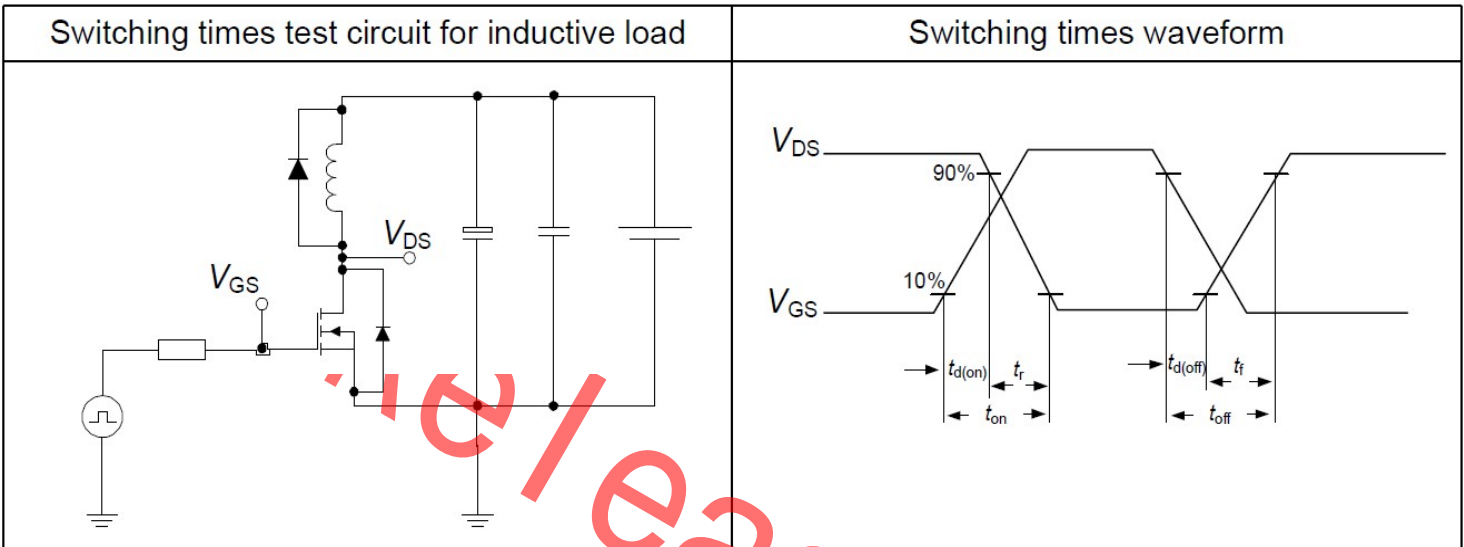 Switching times test circuit for inductive load
Switching times waveform
VDS
VGS
VDS
90%
10%
VGS
td(on) tr
ton
td(off) tf
toff